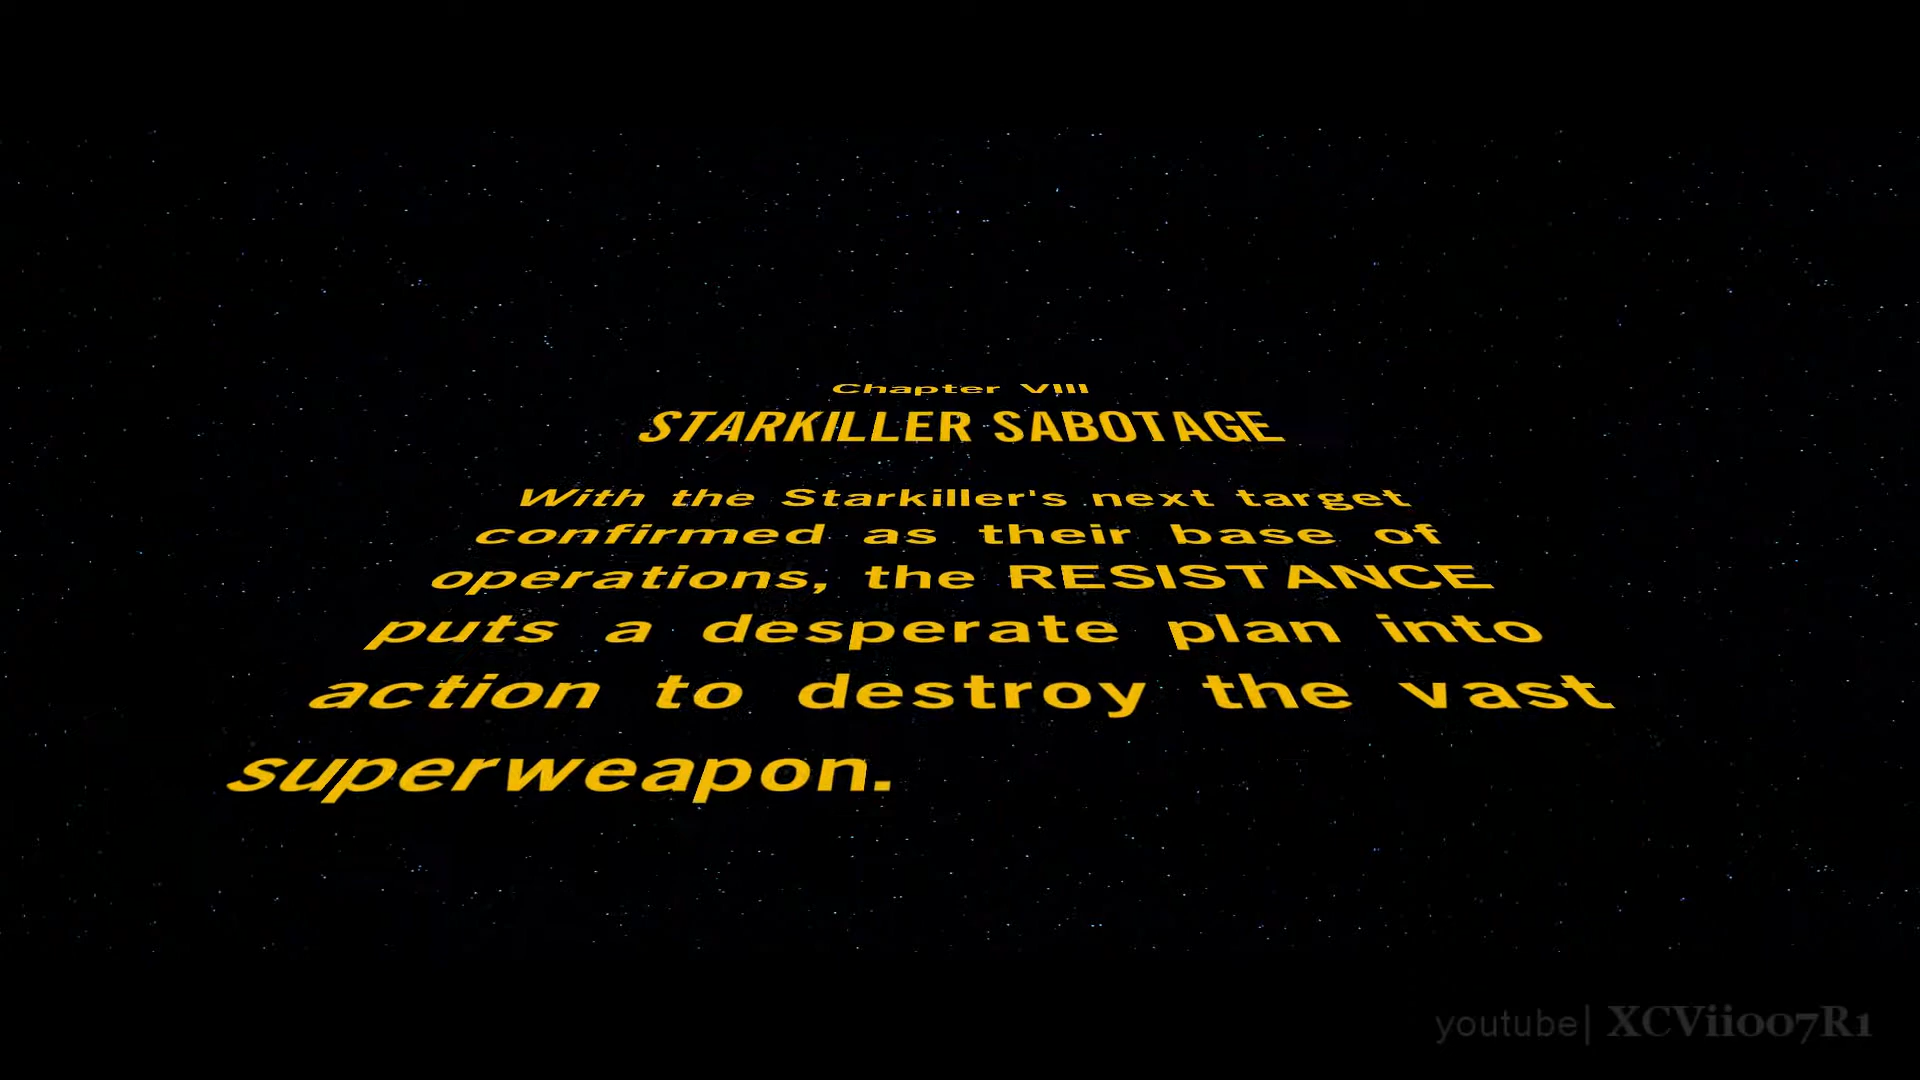 Chapter VIII
STARKILLER SABOTAGE
With the Starkiller's next target
confirmed as their base of
operations, the RESISTANCE
puts a desperate plan into
action to destroy the vast
superweapon.
youtube| XCViioo7R1